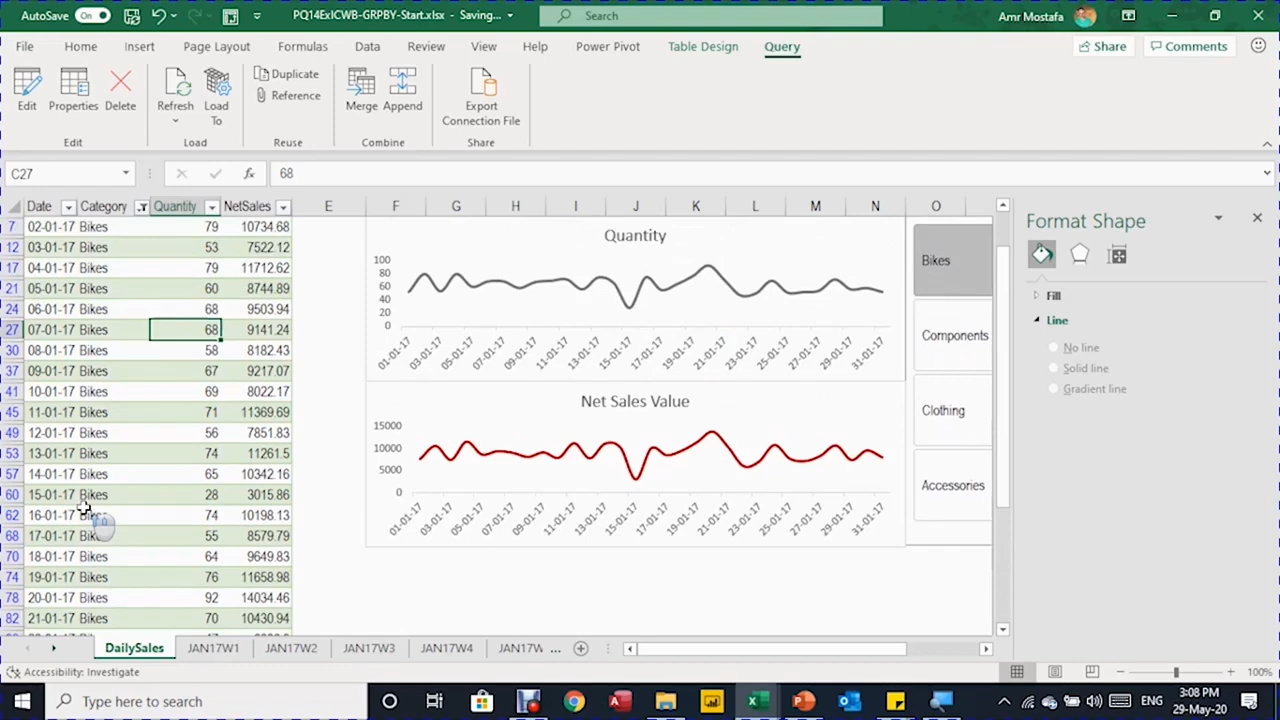 AutoSave On PQ14ExICWB-GRPBY-Start.xlsx - Saving... Search Amr Mostafa
File Home Insert Page Layout Formulas Data Review View Help Power Pivot Table Design Query Share Comments
Edit Properties Delete Refresh Load To Duplicate Reference Merge Append Export Connection File
Edit Load Reuse Combine Share
C27 fx 68
Date Category Quantity NetSales E F G H I J K L M N O
7 02-01-17 Bikes 79 10734.68
12 03-01-17 Bikes 53 7522.12
17 04-01-17 Bikes 79 11712.62
21 05-01-17 Bikes 60 8744.89
24 06-01-17 Bikes 68 9503.94
27 07-01-17 Bikes 68 9141.24
30 08-01-17 Bikes 58 8182.43
37 09-01-17 Bikes 67 9217.07
41 10-01-17 Bikes 69 8022.17
45 11-01-17 Bikes 71 11369.69
49 12-01-17 Bikes 56 7851.83
53 13-01-17 Bikes 74 11261.5
57 14-01-17 Bikes 65 10342.16
60 15-01-17 Bikes 28 3015.86
62 16-01-17 Bikes 74 10198.13
68 17-01-17 Bikes 55 8579.79
70 18-01-17 Bikes 64 9649.83
74 19-01-17 Bikes 76 11658.98
78 20-01-17 Bikes 92 14034.46
82 21-01-17 Bikes 70 10430.94
Quantity
100
80
60
40
20
0
01-01-17 03-01-17 05-01-17 07-01-17 09-01-17 11-01-17 13-01-17 15-01-17 17-01-17 19-01-17 21-01-17 23-01-17 25-01-17 27-01-17 29-01-17 31-01-17
Net Sales Value
15000
10000
5000
0
01-01-17 03-01-17 05-01-17 07-01-17 09-01-17 11-01-17 13-01-17 15-01-17 17-01-17 19-01-17 21-01-17 23-01-17 25-01-17 27-01-17 29-01-17 31-01-17
Bikes
Components
Clothing
Accessories
Format Shape
Fill
Line
No line
Solid line
Gradient line
DailySales JAN17W1 JAN17W2 JAN17W3 JAN17W4 JAN17W ...
Accessibility: Investigate 100%
Type here to search ENG 3:08 PM
29-May-20